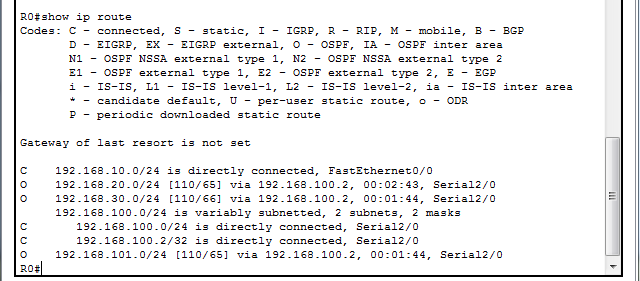 R0#show ip route
Codes: C - connected, S - static, I - IGRP, R - RIP, M - mobile, B - BGP
       D - EIGRP, EX - EIGRP external, O - OSPF, IA - OSPF inter area
       N1 - OSPF NSSA external type 1, N2 - OSPF NSSA external type 2
       E1 - OSPF external type 1, E2 - OSPF external type 2, E - EGP
       i - IS-IS, L1 - IS-IS level-1, L2 - IS-IS level-2, ia - IS-IS inter area
       * - candidate default, U - per-user static route, o - ODR
       P - periodic downloaded static route
Gateway of last resort is not set
C    192.168.10.0/24 is directly connected, FastEthernet0/0
O    192.168.20.0/24 [110/65] via 192.168.100.2, 00:02:43, Serial2/0
O    192.168.30.0/24 [110/66] via 192.168.100.2, 00:01:44, Serial2/0
     192.168.100.0/24 is variably subnetted, 2 subnets, 2 masks
C       192.168.100.0/24 is directly connected, Serial2/0
C       192.168.100.2/32 is directly connected, Serial2/0
O    192.168.101.0/24 [110/65] via 192.168.100.2, 00:01:44, Serial2/0
R0#